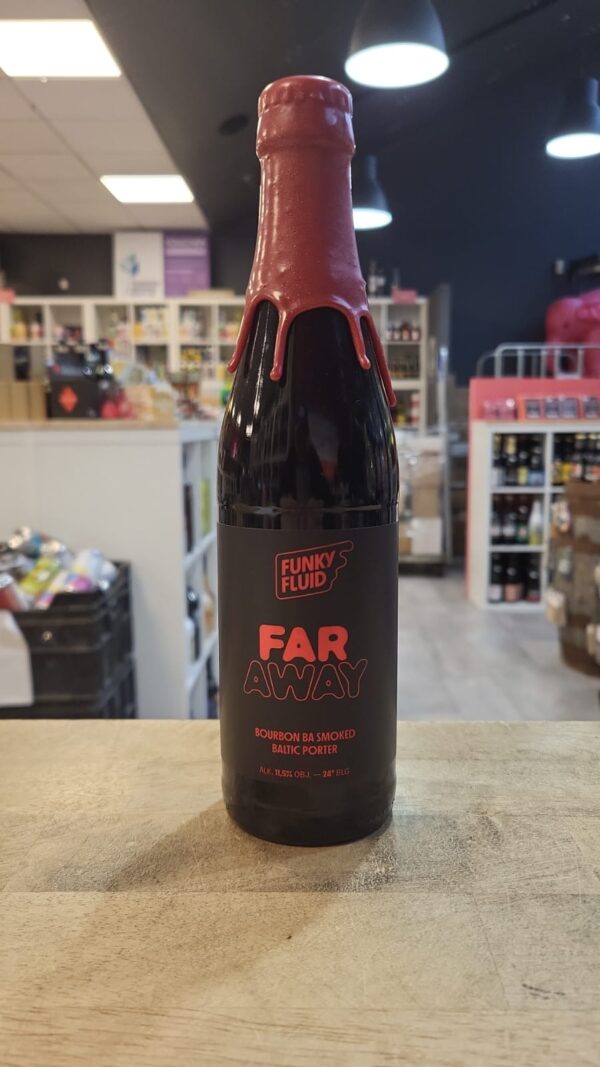 FUNKY
FLUID
FAR
AWAY
BOURBON BA SMOKED
BALTIC PORTER
ALK. 11,5% OBJ. — 24° BLG